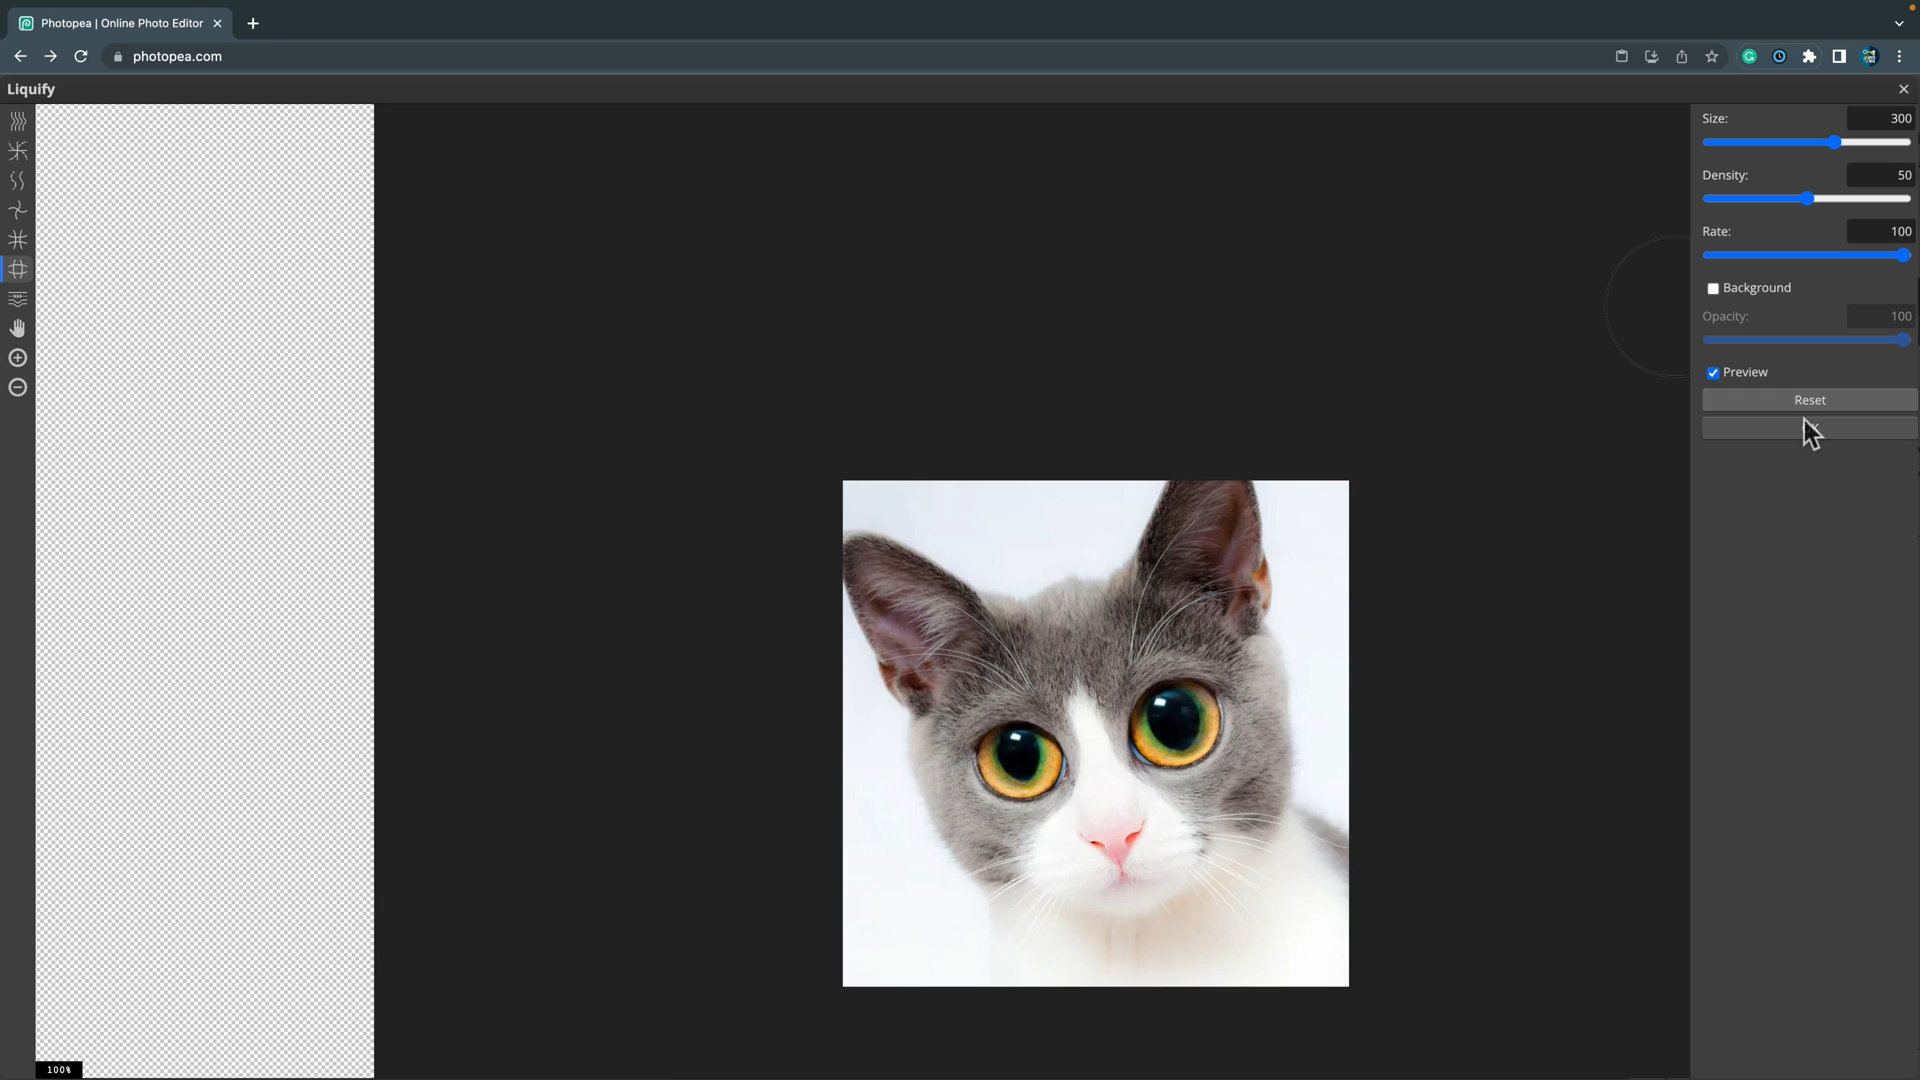 Photopea | Online Photo Editor
photopea.com
Liquify
Size: 300
Density: 50
Rate: 100
Background
Opacity: 100
Preview
Reset
100%